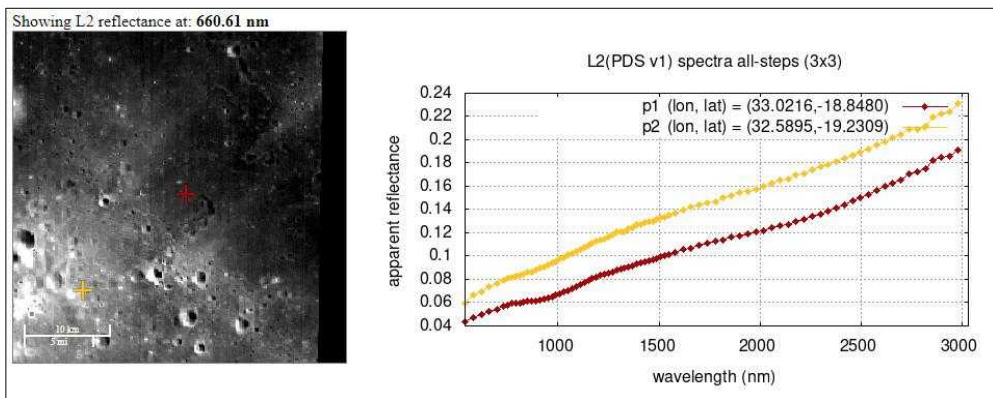 Showing L2 reflectance at: 660.61 nm
10 km
5 mi
L2(PDS v1) spectra all-steps (3x3)
p1 (lon, lat) = (33.0216,-18.8480)
p2 (lon, lat) = (32.5895,-19.2309)
apparent reflectance
0.24
0.22
0.2
0.18
0.16
0.14
0.12
0.1
0.08
0.06
0.04
1000 1500 2000 2500 3000
wavelength (nm)